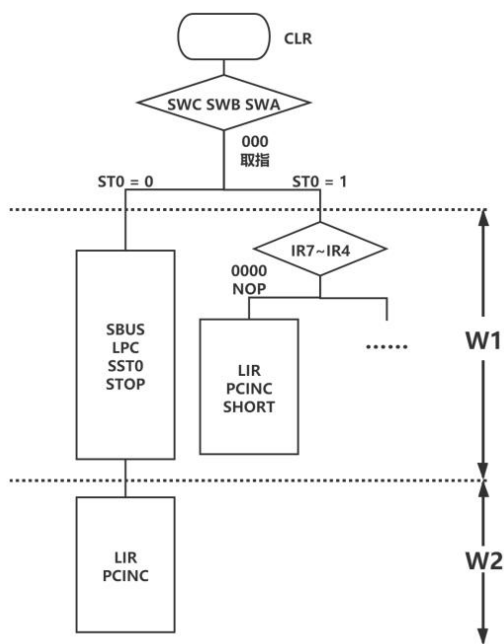 CLR
SWC SWB SWA
000
取指
ST0 = 0
ST0 = 1
IR7~IR4
0000
NOP
SBUS
LPC
SST0
STOP
LIR
PCINC
SHORT
......
W1
LIR
PCINC
W2